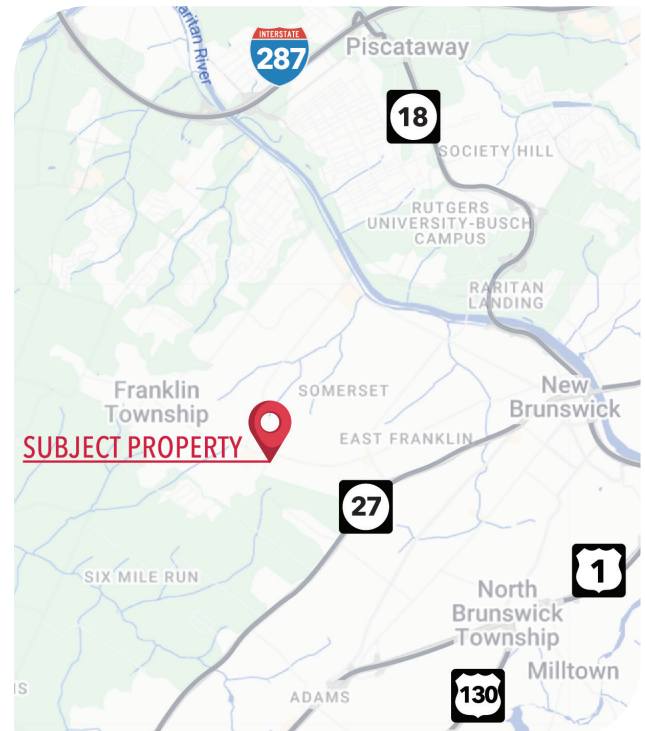 aritan River
INTERSTATE
287
Piscataway
18
SOCIETY HILL
RUTGERS
UNIVERSITY-BUSCH
CAMPUS
RARITAN
LANDING
Franklin
Township
SOMERSET
New
Brunswick
SUBJECT PROPERTY
EAST FRANKLIN
27
SIX MILE RUN
1
North
Brunswick
Township
Milltown
IS
ADAMS
130